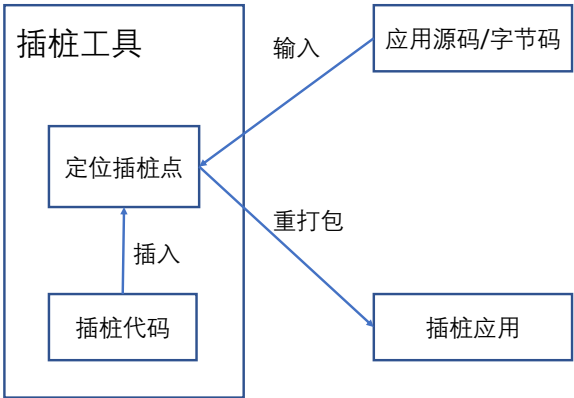 插桩工具
输入
应用源码/字节码
定位插桩点
重打包
插入
插桩代码
插桩应用